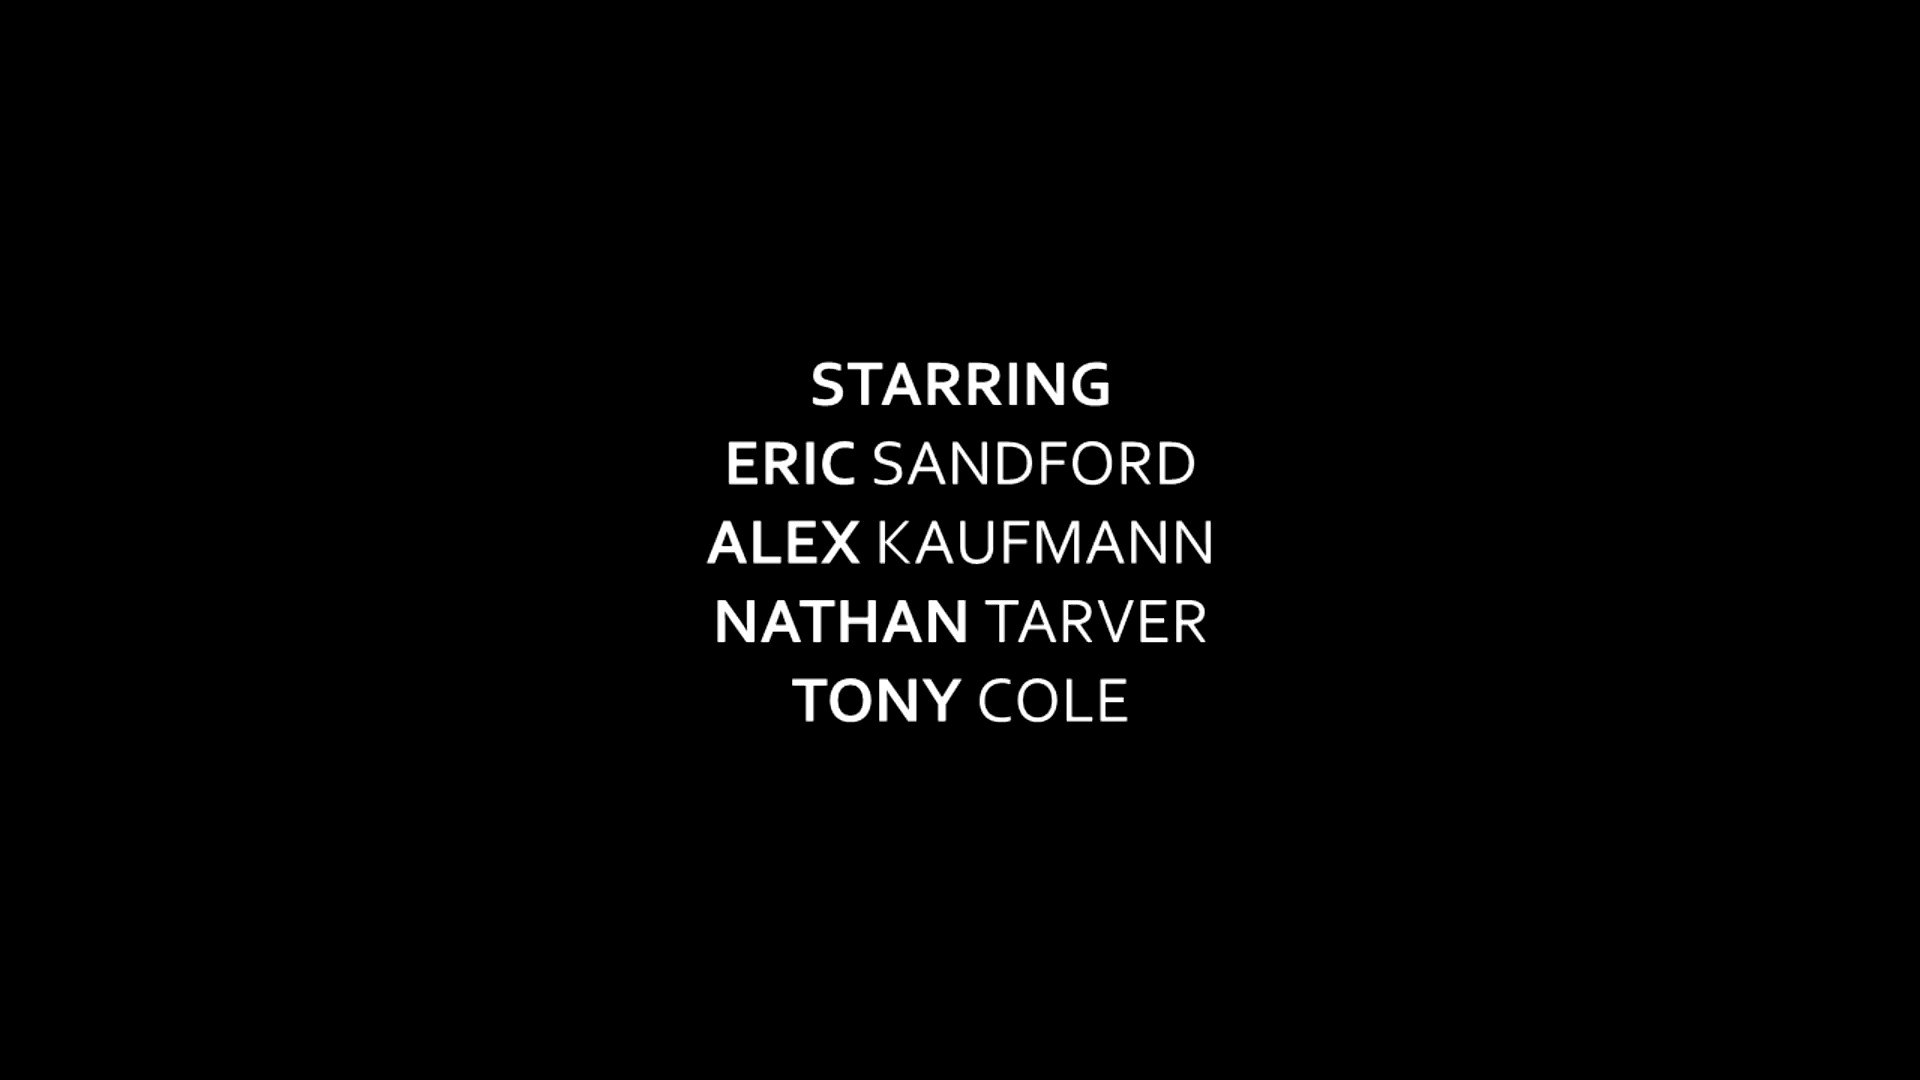 STARRING
ERIC SANDFORD
ALEX KAUFMANN
NATHAN TARVER
TONY COLE